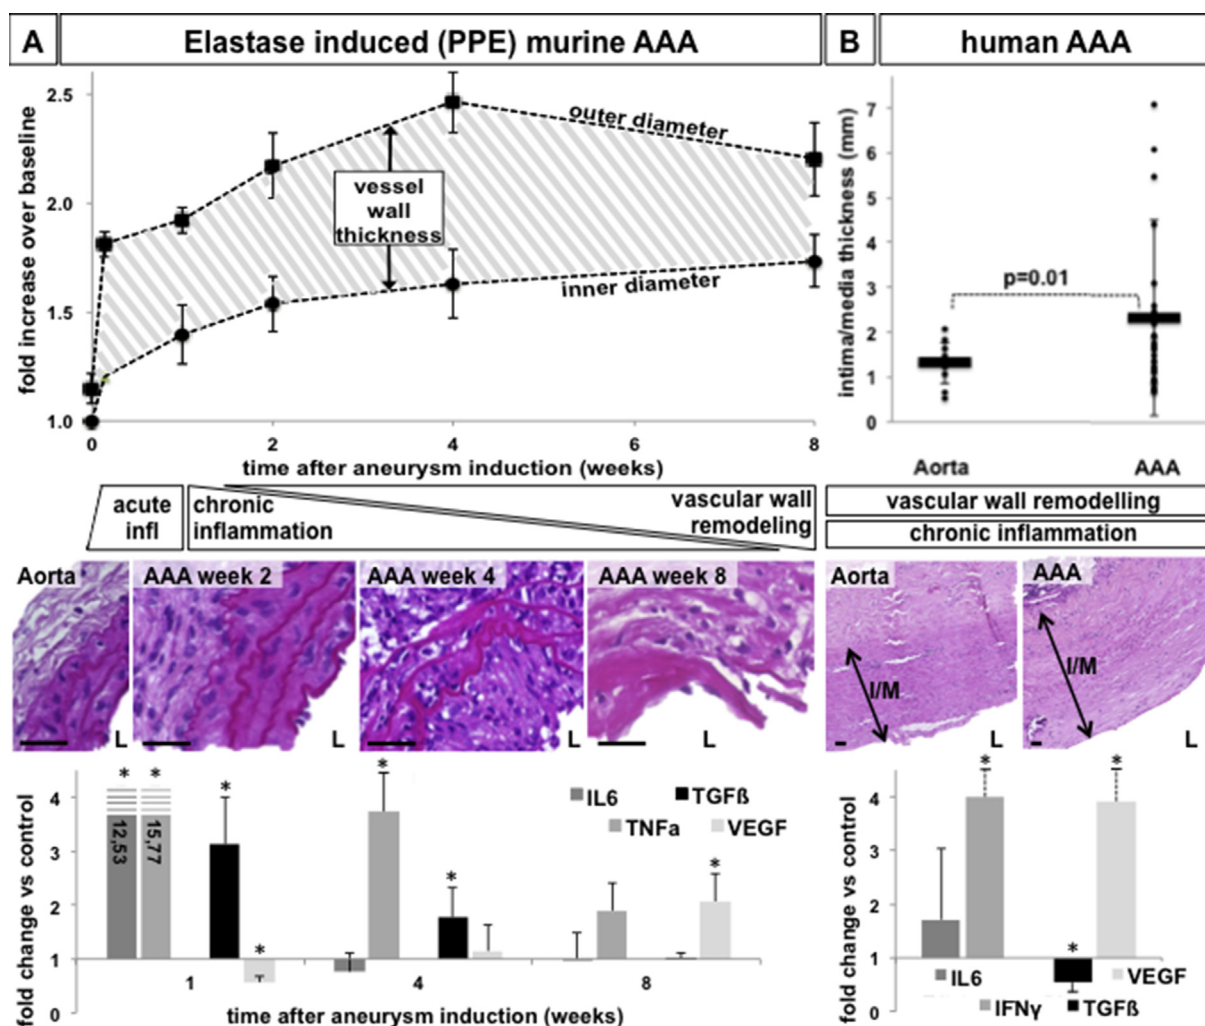 A
Elastase induced (PPE) murine AAA
fold increase over baseline
2.5
2.0
1.5
1.0
outer diameter
vessel
wall
thickness
inner diameter
0 2 4 6 8
time after aneurysm induction (weeks)
acute
infl
chronic
inflammation
vascular wall
remodeling
Aorta
L
AAA week 2
L
AAA week 4
L
AAA week 8
L
fold change vs control
4
3
2
1
0
* *
12,53
15,77
*
*
*
*
*
IL6
TGFß
TNFa
VEGF
1 4 8
time after aneurysm induction (weeks)
B
human AAA
intima/media thickness (mm)
7
6
5
4
3
2
1
0
p=0.01
Aorta AAA
vascular wall remodelling
chronic inflammation
Aorta
I/M
L
AAA
I/M
L
fold change vs control
4
3
2
1
0
*
*
*
IL6
VEGF
IFNγ
TGFß